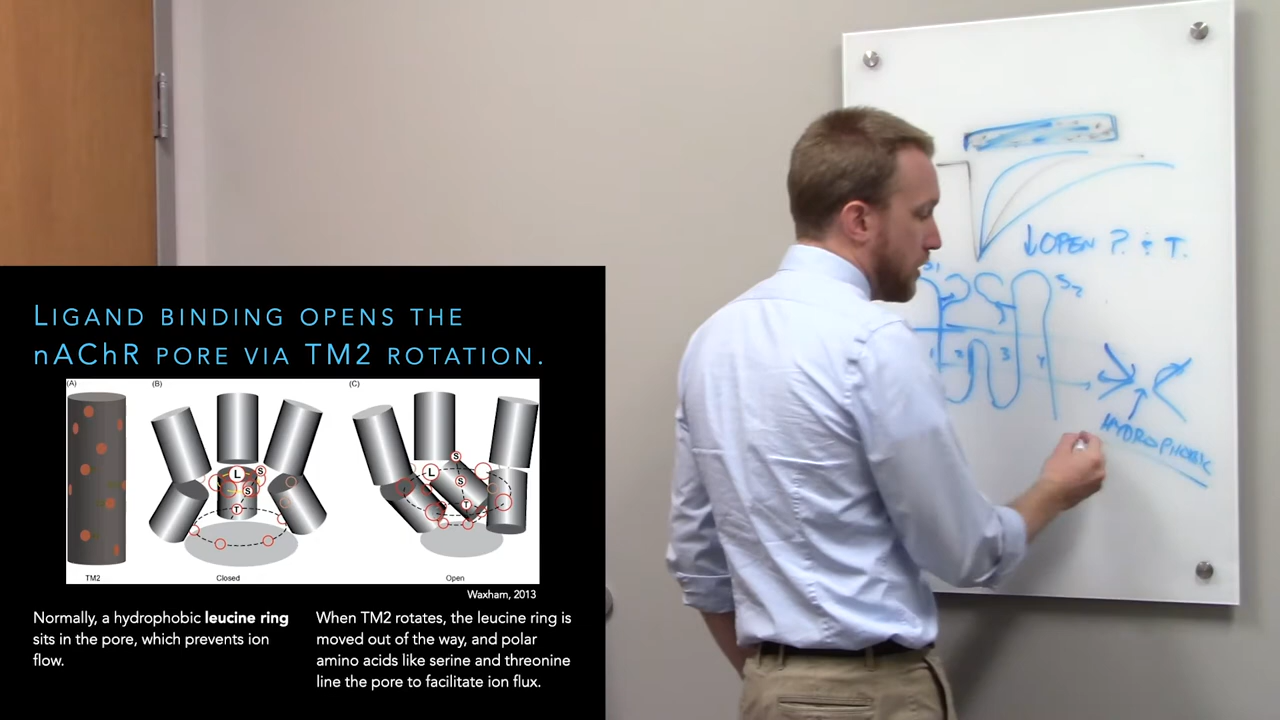 LIGAND BINDING OPENS THE
nAChR PORE VIA TM2 ROTATION.
(A)
(B)
(C)
L
S
S
T
L
S
S
T
TM2
Closed
Open
Waxham, 2013
Normally, a hydrophobic leucine ring
sits in the pore, which prevents ion
flow.
When TM2 rotates, the leucine ring is
moved out of the way, and polar
amino acids like serine and threonine
line the pore to facilitate ion flux.
↓OPEN P. & T.
S1
S2
1 2 3 4
HYDROPHOBIC